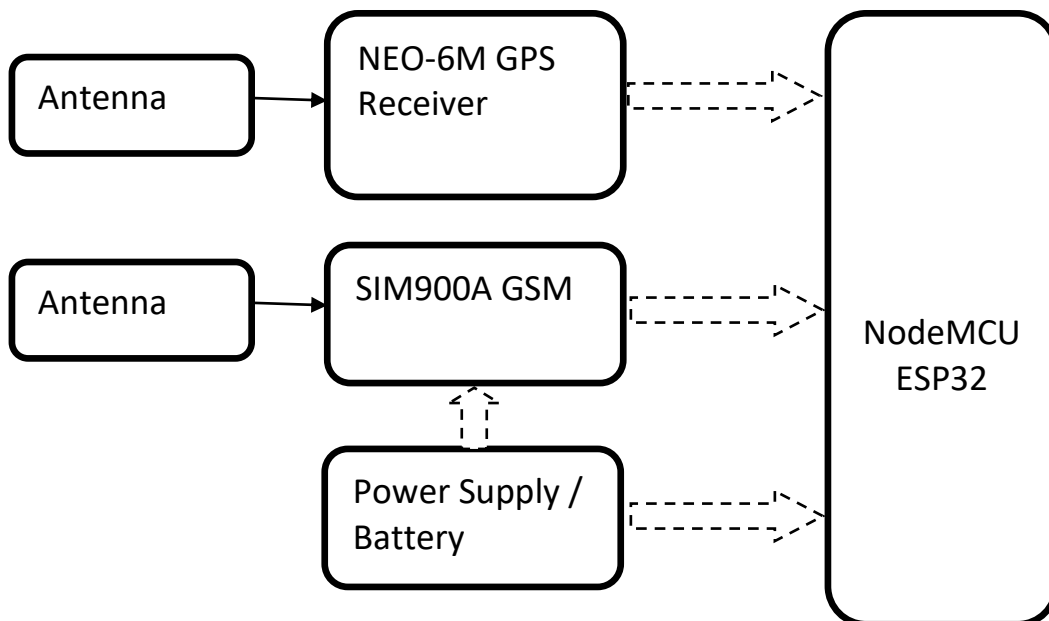 Antenna
NEO-6M GPS
Receiver
Antenna
SIM900A GSM
Power Supply /
Battery
NodeMCU
ESP32